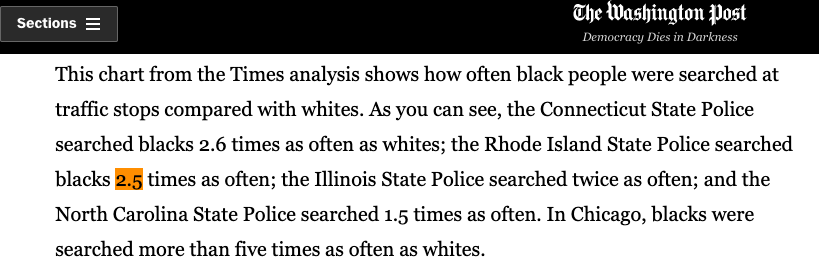 Sections
The Washington Post
Democracy Dies in Darkness
This chart from the Times analysis shows how often black people were searched at
traffic stops compared with whites. As you can see, the Connecticut State Police
searched blacks 2.6 times as often as whites; the Rhode Island State Police searched
blacks 2.5 times as often; the Illinois State Police searched twice as often; and the
North Carolina State Police searched 1.5 times as often. In Chicago, blacks were
searched more than five times as often as whites.